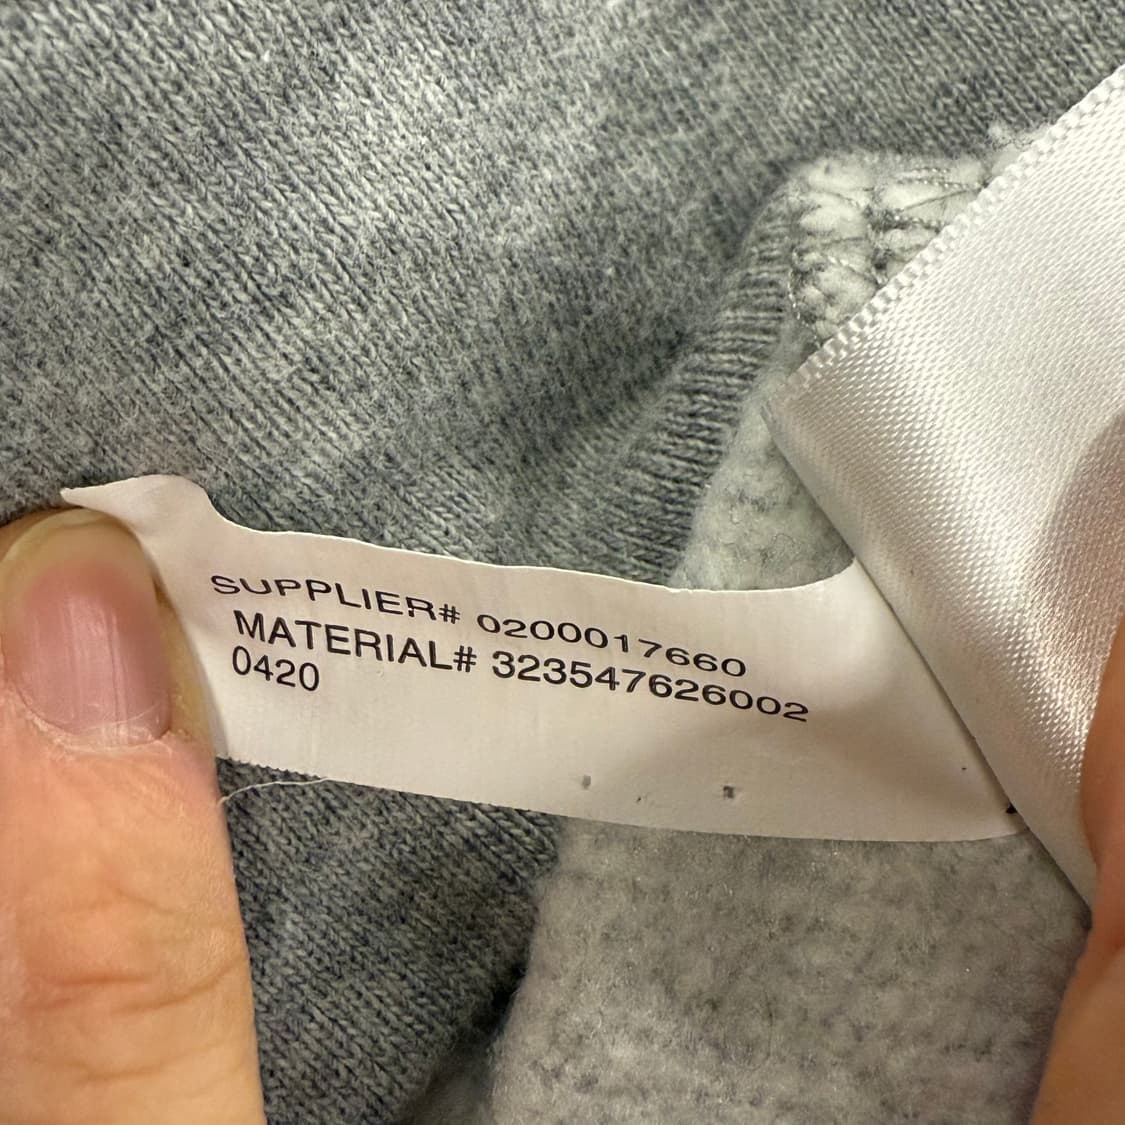 SUPPLIER# 0200017660
MATERIAL# 323547626002
0420